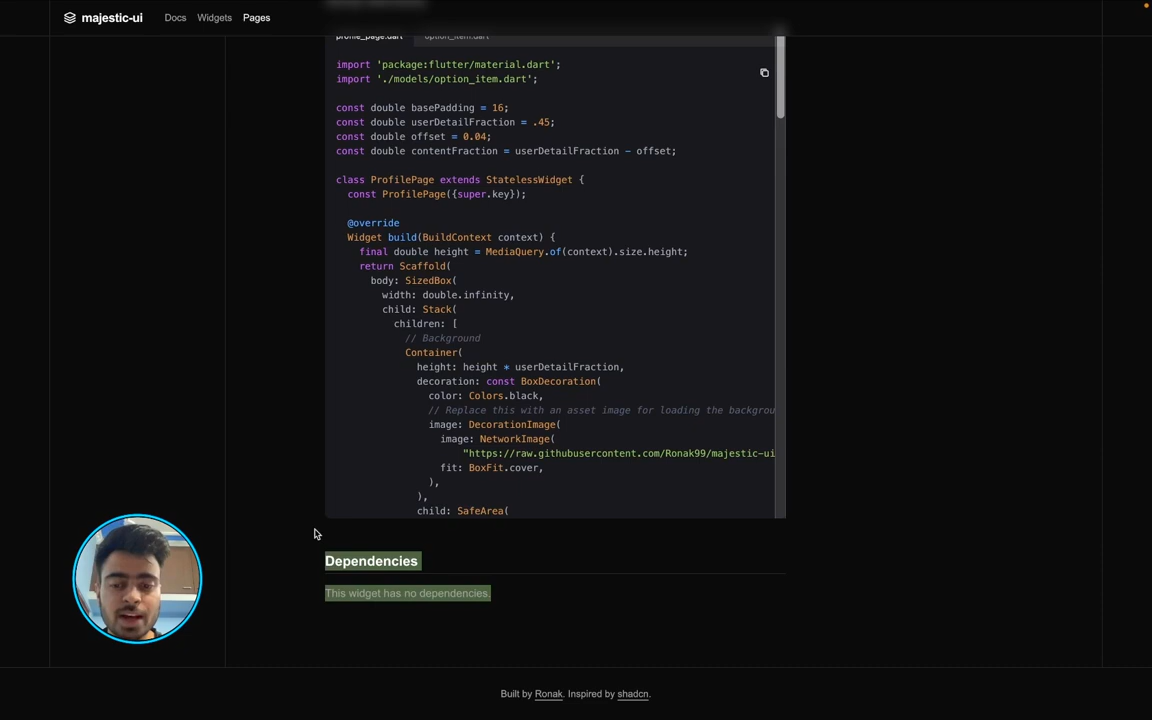 majestic-ui Docs Widgets Pages
profile_page.dart option_item.dart
import 'package:flutter/material.dart';
import './models/option_item.dart';
const double basePadding = 16;
const double userDetailFraction = .45;
const double offset = 0.04;
const double contentFraction = userDetailFraction - offset;
class ProfilePage extends StatelessWidget {
const ProfilePage({super.key});
@override
Widget build(BuildContext context) {
final double height = MediaQuery.of(context).size.height;
return Scaffold(
body: SizedBox(
width: double.infinity,
child: Stack(
children: [
// Background
Container(
height: height * userDetailFraction,
decoration: const BoxDecoration(
color: Colors.black,
// Replace this with an asset image for loading the backgrou
image: DecorationImage(
image: NetworkImage(
"https://raw.githubusercontent.com/Ronak99/majestic-ui
fit: BoxFit.cover,
),
),
child: SafeArea(
Dependencies
This widget has no dependencies.
Built by Ronak. Inspired by shadcn.